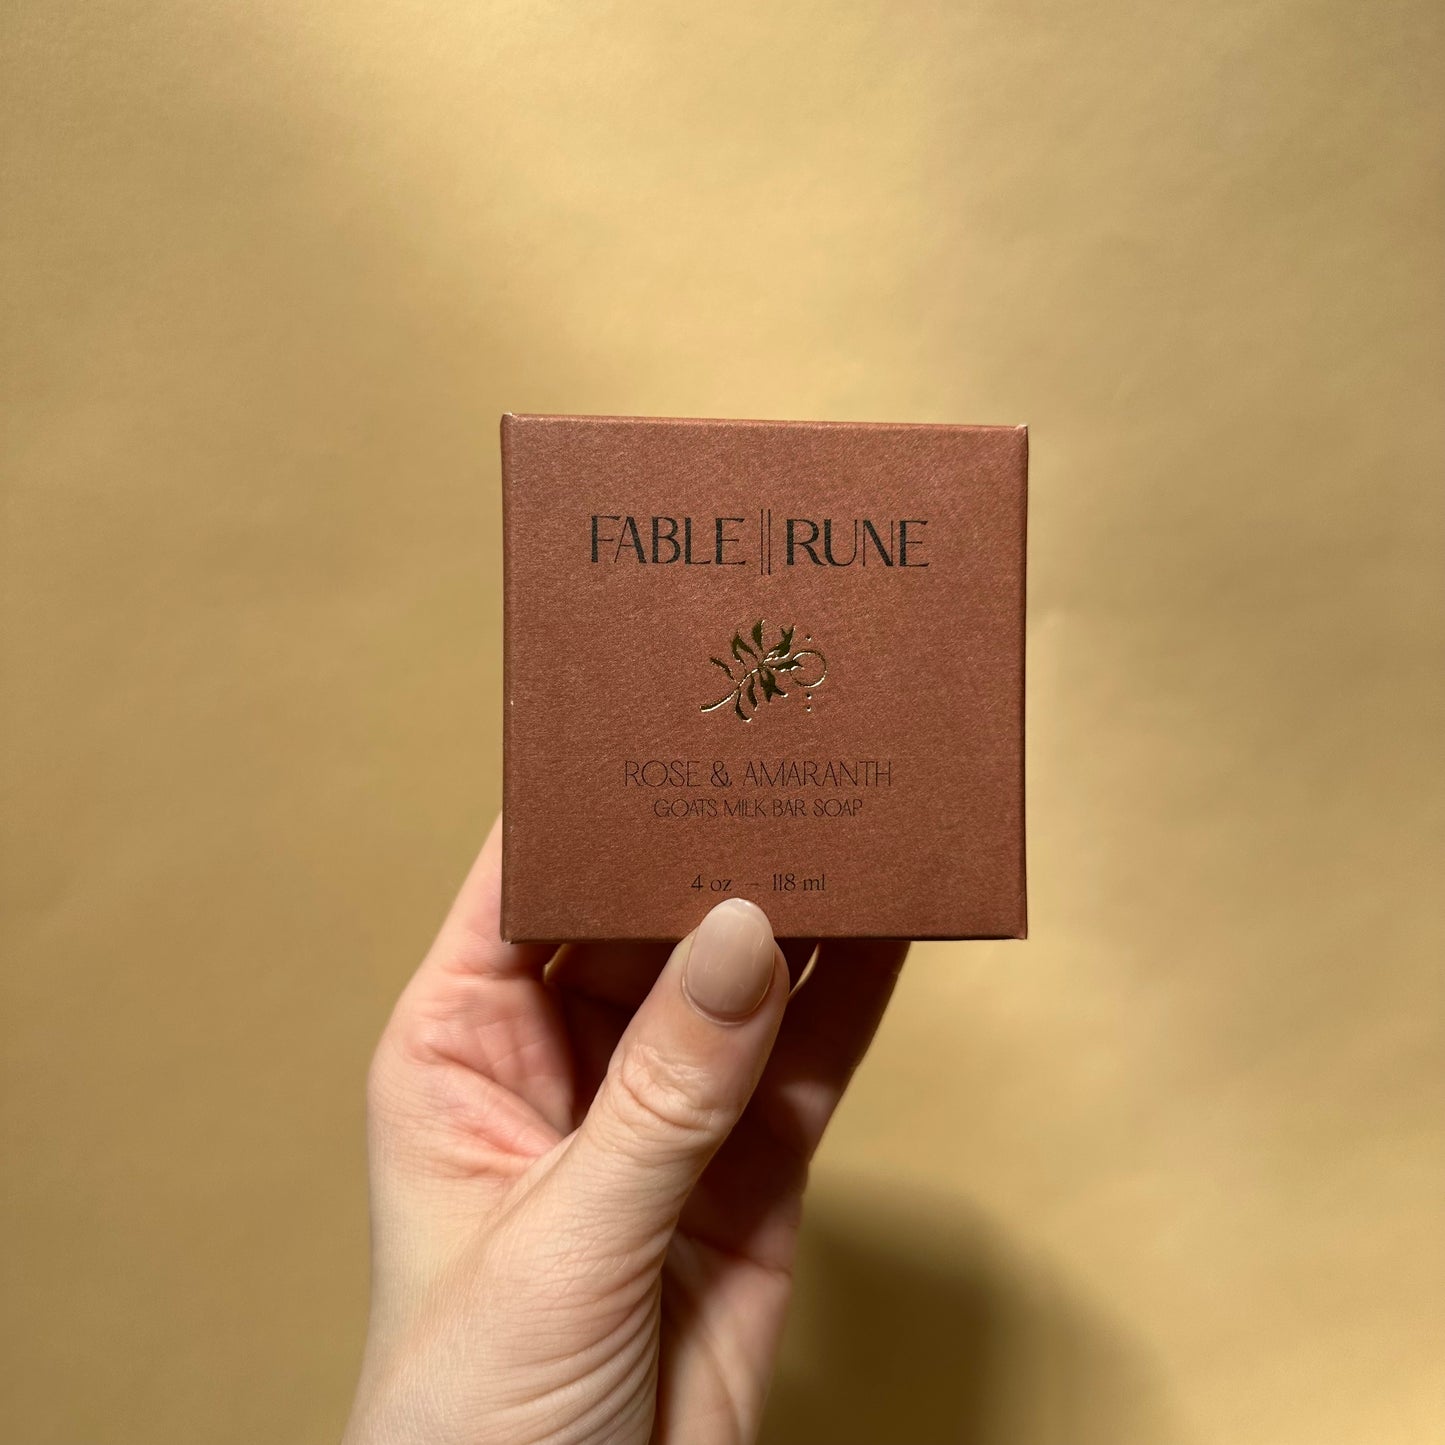 FABLE || RUNE
ROSE & AMARANTH
GOATS MILK BAR SOAP
4 oz – 118 ml